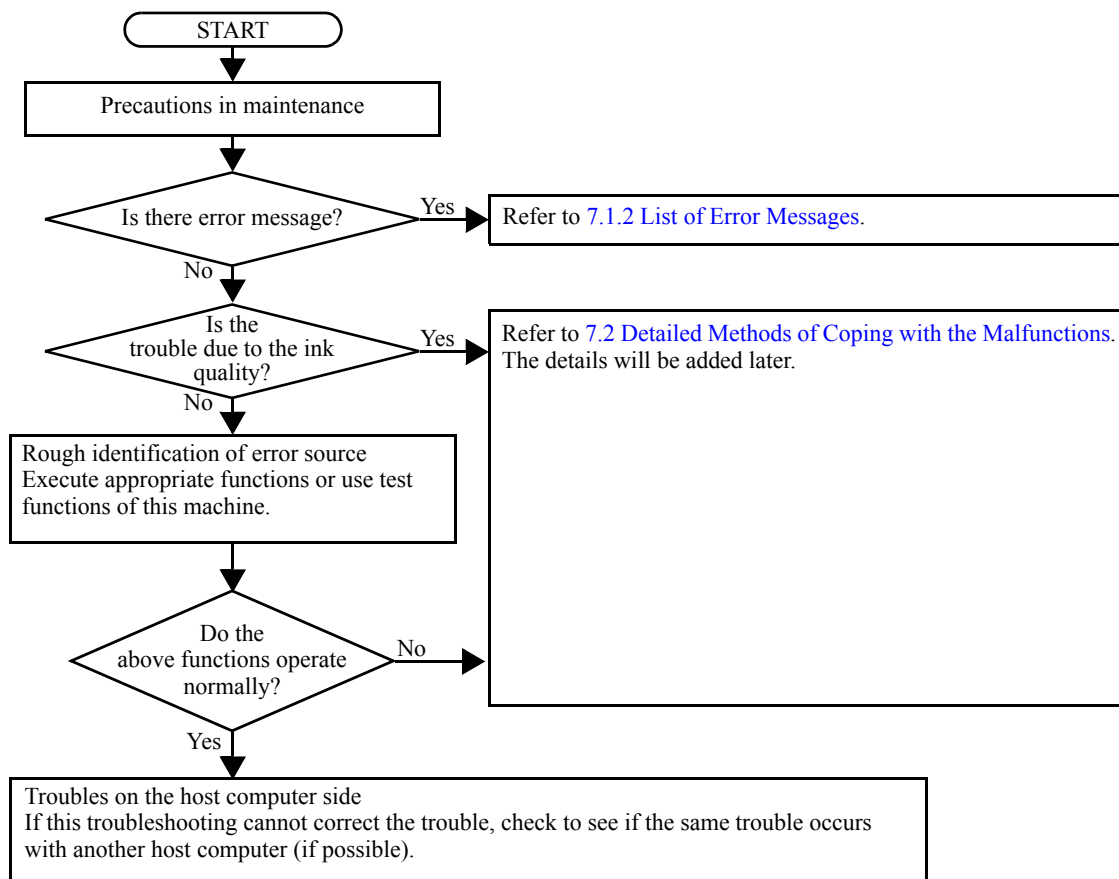 START
Precautions in maintenance
Is there error message?
Yes
Refer to 7.1.2 List of Error Messages.
No
Is the
trouble due to the ink
quality?
Yes
Refer to 7.2 Detailed Methods of Coping with the Malfunctions.
The details will be added later.
No
Rough identification of error source
Execute appropriate functions or use test
functions of this machine.
Do the
above functions operate
normally?
No
Yes
Troubles on the host computer side
If this troubleshooting cannot correct the trouble, check to see if the same trouble occurs
with another host computer (if possible).